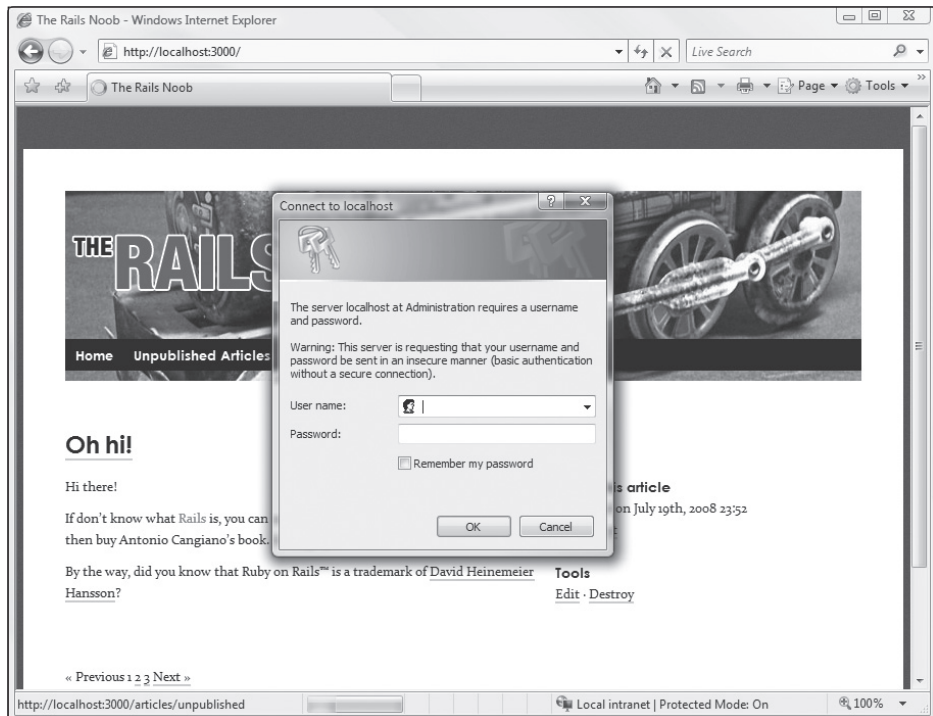 The Rails Noob - Windows Internet Explorer
http://localhost:3000/
Live Search
The Rails Noob
Page
Tools
THE RAILS
Home Unpublished Articles
Connect to localhost
The server localhost at Administration requires a username
and password.
Warning: This server is requesting that your username and
password be sent in an insecure manner (basic authentication
without a secure connection).
User name:
Password:
Remember my password
OK Cancel
Oh hi!
Hi there!
If don't know what Rails is, you can
then buy Antonio Cangiano's book.
By the way, did you know that Ruby on Rails™ is a trademark of David Heinemeier
Hansson?
article
on July 19th, 2008 23:52
Tools
Edit · Destroy
« Previous 1 2 3 Next »
http://localhost:3000/articles/unpublished
Local intranet | Protected Mode: On
100%